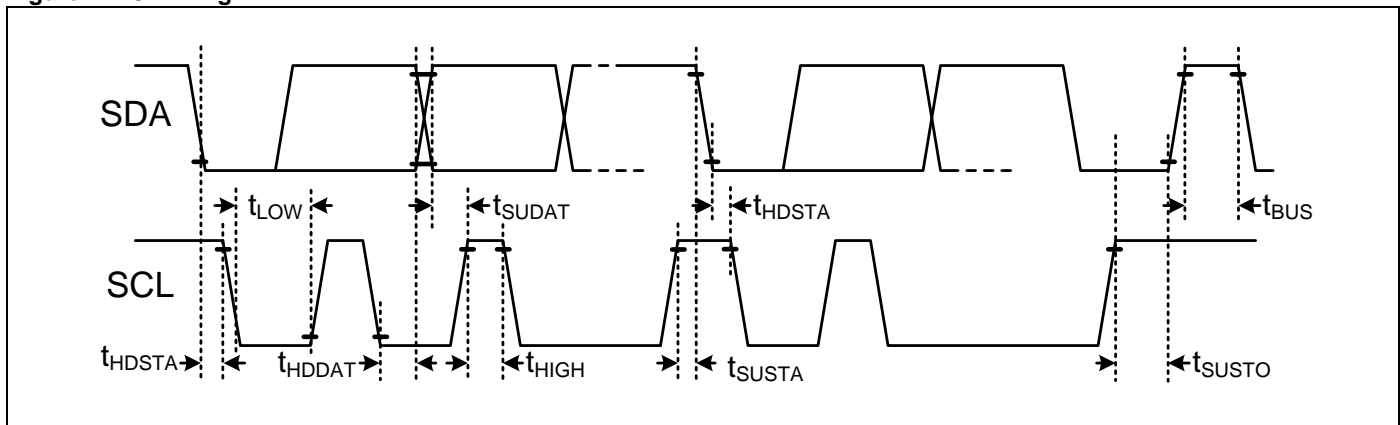 SDA
tLOW
tSUDAT
tHDSTA
tBUS
SCL
tHDSTA
tHDDAT
tHIGH
tSUSTA
tSUSTO